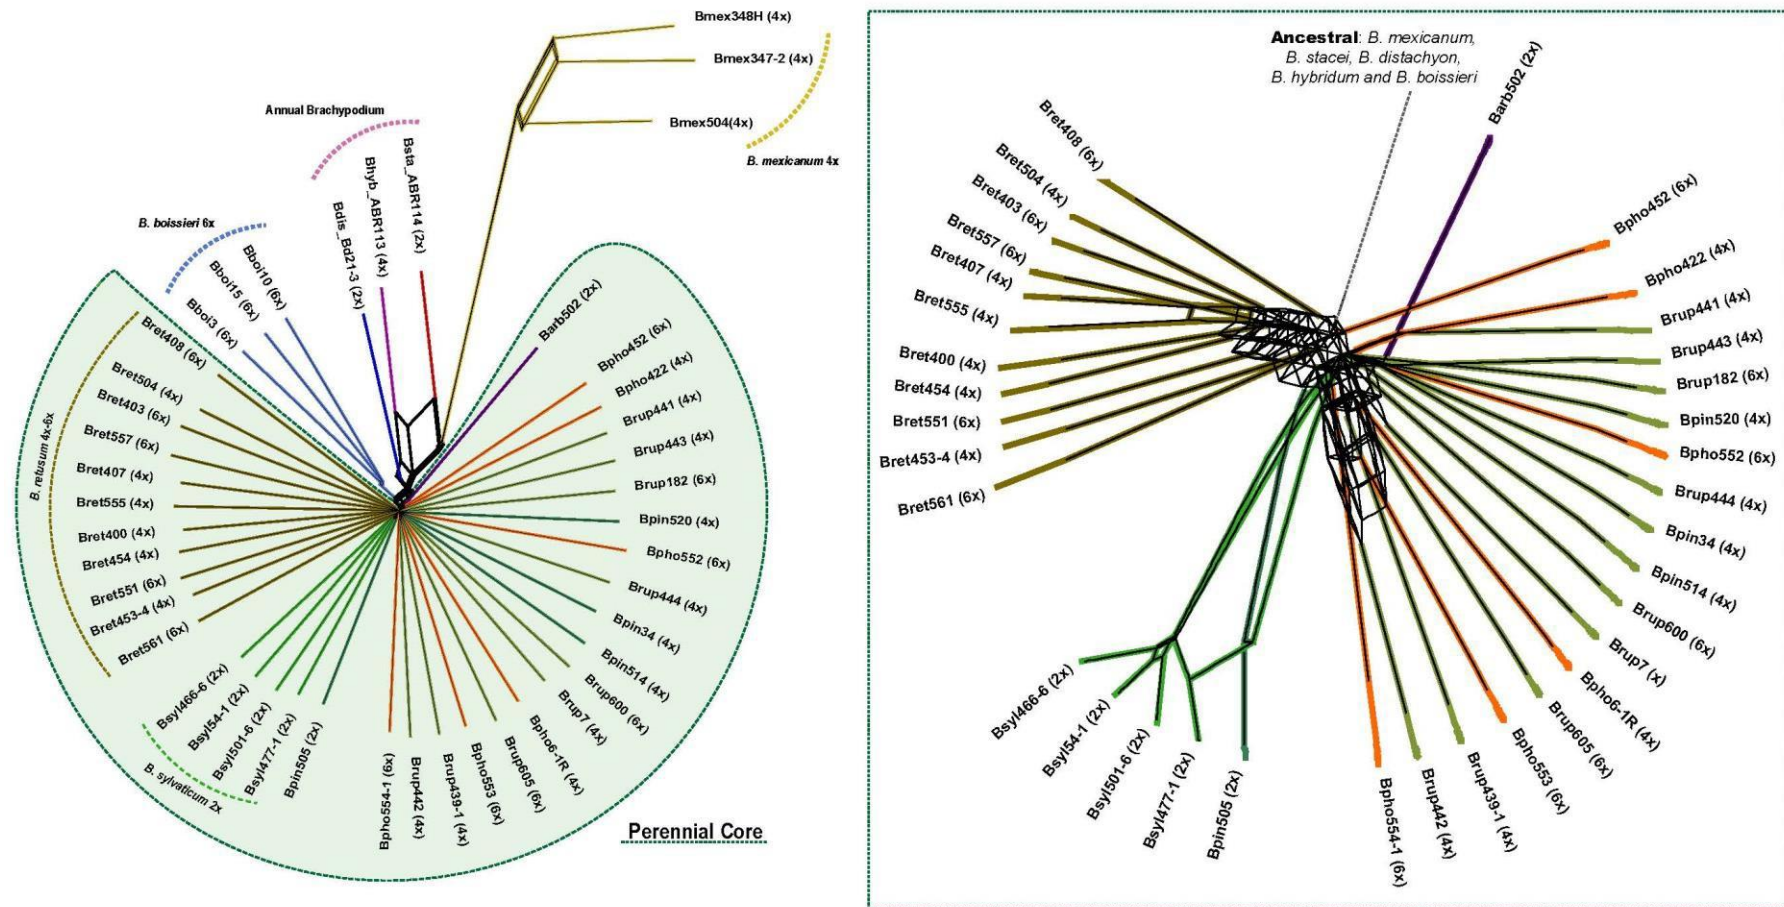 Bmex348H (4x)
Bmex347-2 (4x)
Bmex504(4x)
B. mexicanum 4x
Annual Brachypodium
Bsta_ABR114 (2x)
Bhyb_ABR113 (4x)
Bdis_Bd21-3 (2x)
B. boissieri 6x
Bboi10 (6x)
Bboi15 (6x)
Bboi3 (6x)
B. retusum 4x-6x
Bret408 (6x)
Bret504 (4x)
Bret403 (6x)
Bret557 (6x)
Bret407 (4x)
Bret555 (4x)
Bret400 (4x)
Bret454 (4x)
Bret551 (6x)
Bret453-4 (4x)
Bret561 (6x)
Bsyl466-6 (2x)
Bsyl54-1 (2x)
Bsyl501-6 (2x)
Bsyl477-1 (2x)
B. sylvaticum 2x
Bpin505 (2x)
Bpho554-1 (6x)
Brup442 (4x)
Brup439-1 (4x)
Bpho553 (6x)
Brup605 (6x)
Bpho6-1R (4x)
Brup7 (4x)
Brup600 (6x)
Bpin514 (4x)
Bpin34 (4x)
Brup444 (4x)
Bpho552 (6x)
Bpin520 (4x)
Brup182 (6x)
Brup443 (4x)
Brup441 (4x)
Bpho422 (4x)
Bpho452 (6x)
Barb502 (2x)
Perennial Core
Ancestral: B. mexicanum,
B. stacei, B. distachyon,
B. hybridum and B. boissieri
Barb502 (2x)
Bpho452 (6x)
Bpho422 (4x)
Brup441 (4x)
Brup443 (4x)
Brup182 (6x)
Bpin520 (4x)
Bpho552 (6x)
Brup444 (4x)
Bpin34 (4x)
Bpin514 (4x)
Brup600 (6x)
Brup7 (x)
Bpho6-1R (4x)
Brup605 (6x)
Bpho553 (6x)
Brup439-1 (4x)
Brup442 (4x)
Bpho554-1 (6x)
Bpin505 (2x)
Bsyl477-1 (2x)
Bsyl501-6 (2x)
Bsyl54-1 (2x)
Bsyl466-6 (2x)
Bret561 (6x)
Bret453-4 (4x)
Bret551 (6x)
Bret454 (4x)
Bret400 (4x)
Bret555 (4x)
Bret407 (4x)
Bret557 (6x)
Bret403 (6x)
Bret504 (4x)
Bret408 (6x)